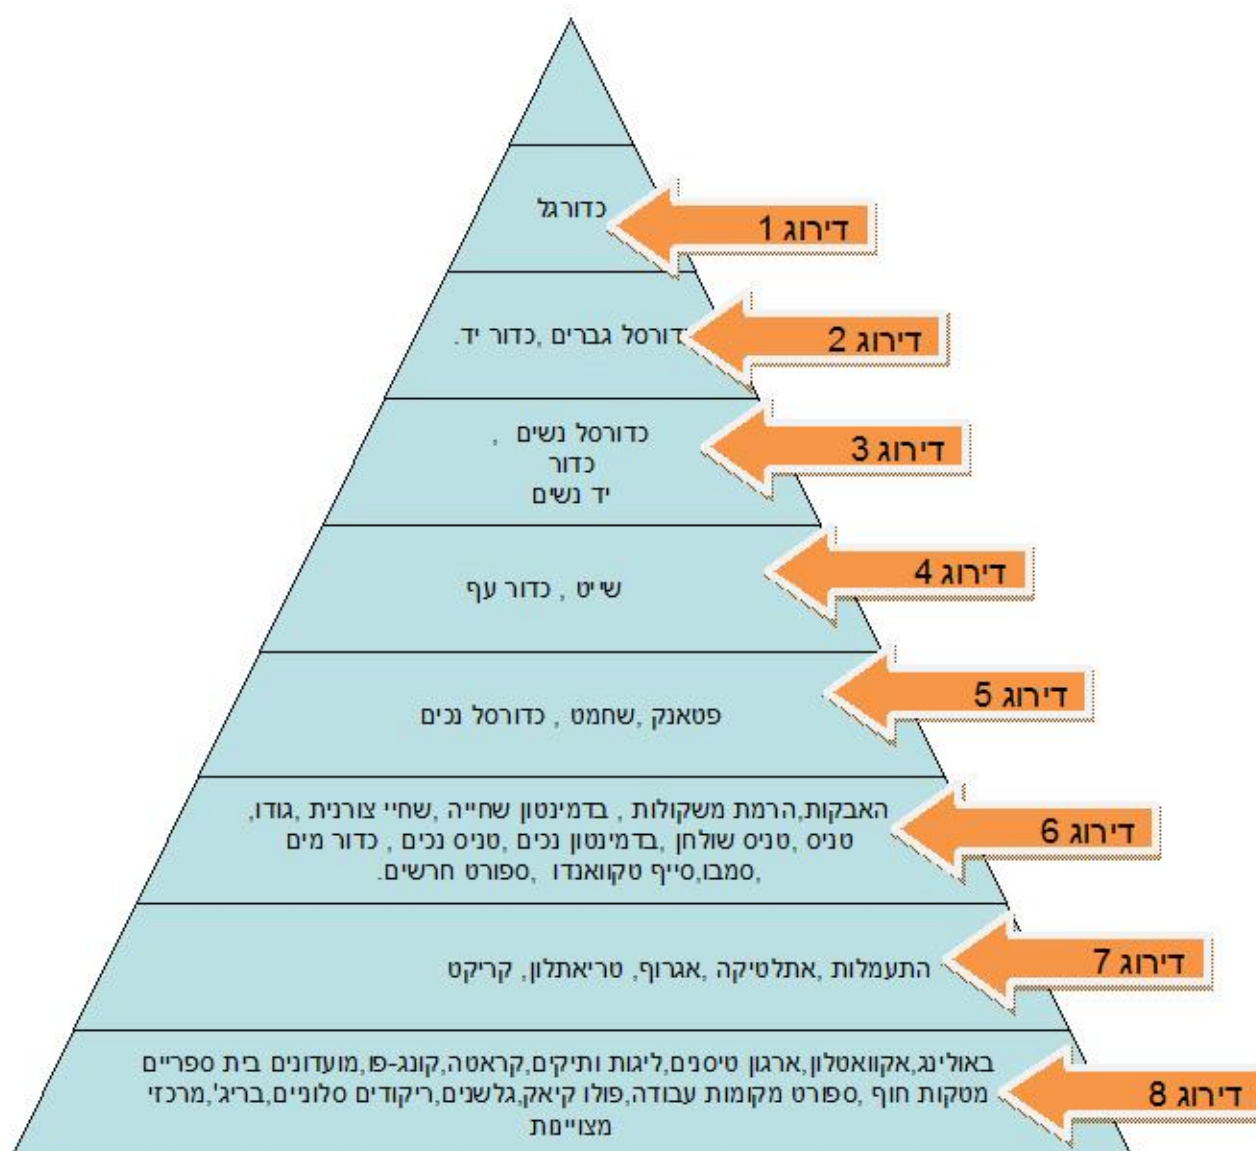 כדורגל
דירוג 1
כדורסל גברים ,כדור יד.
דירוג 2
כדורסל נשים ,
כדור
יד נשים
דירוג 3
שייט , כדור עף
דירוג 4
פטאנק ,שחמט , כדורסל נכים
דירוג 5
האבקות,הרמת משקולות , בדמינטון שחייה ,שחיי צורנית ,גודו,
טניס ,טניס שולחן ,בדמינטון נכים ,טניס נכים , כדור מים
,סמבו,סייף טקוואנדו ,ספורט חרשים.
דירוג 6
התעמלות ,אתלטיקה ,אגרוף, טריאתלון, קריקט
דירוג 7
באולינג,אקוואטלון,ארגון טיסנים,ליגות ותיקים,קראטה,קונג-פו,מועדונים בית ספריים
מטקות חוף ,ספורט מקומות עבודה,פולו קיאק,גלשנים,ריקודים סלוניים,בריג',מרכזי
מצויינות
דירוג 8